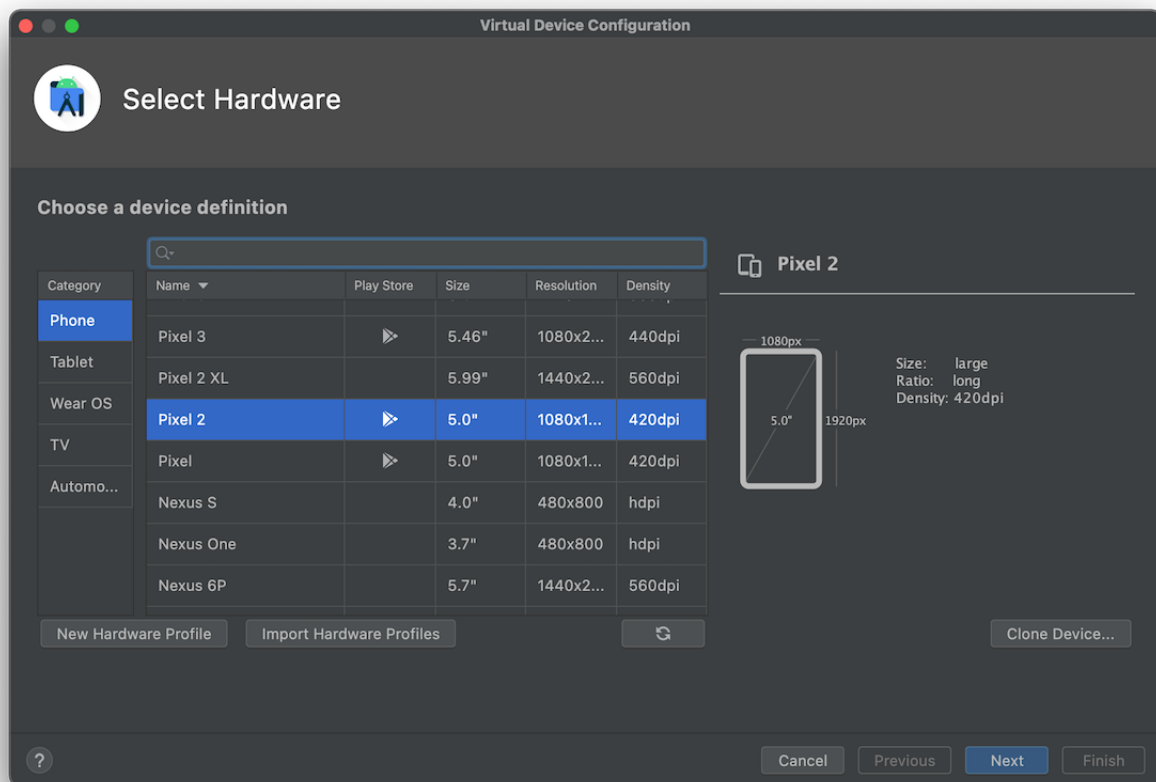 Virtual Device Configuration
Select Hardware
Choose a device definition
Category
Phone
Tablet
Wear OS
TV
Automo...
Name Play Store Size Resolution Density
Pixel 3 5.46" 1080x2... 440dpi
Pixel 2 XL 5.99" 1440x2... 560dpi
Pixel 2 5.0" 1080x1... 420dpi
Pixel 5.0" 1080x1... 420dpi
Nexus S 4.0" 480x800 hdpi
Nexus One 3.7" 480x800 hdpi
Nexus 6P 5.7" 1440x2... 560dpi
New Hardware Profile Import Hardware Profiles
Pixel 2
1080px
5.0"
1920px
Size: large
Ratio: long
Density: 420dpi
Clone Device...
? Cancel Previous Next Finish